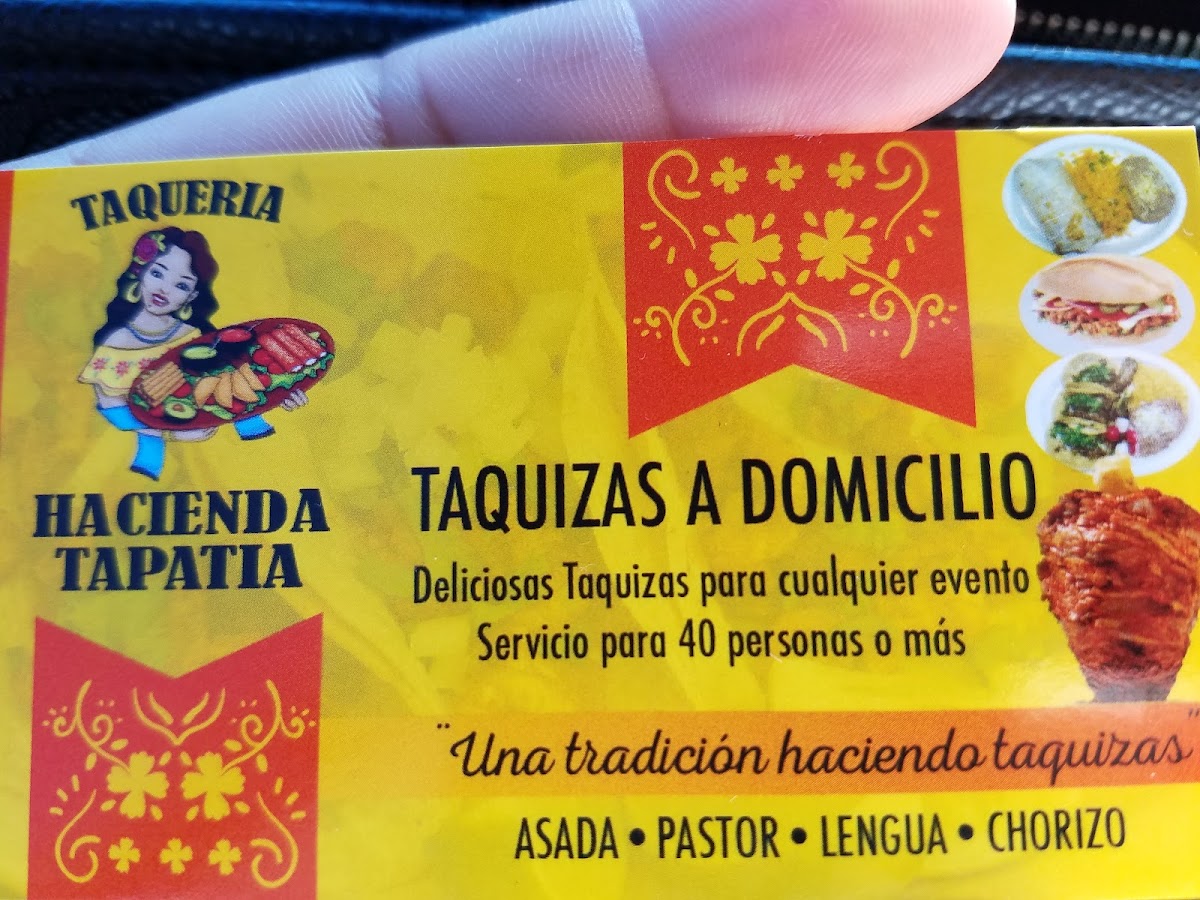 TAQUERIA
HACIENDA
TAPATIA
TAQUIZAS A DOMICILIO
Deliciosas Taquizas para cualquier evento
Servicio para 40 personas o más
"Una tradición haciendo taquizas"
ASADA • PASTOR • LENGUA • CHORIZO